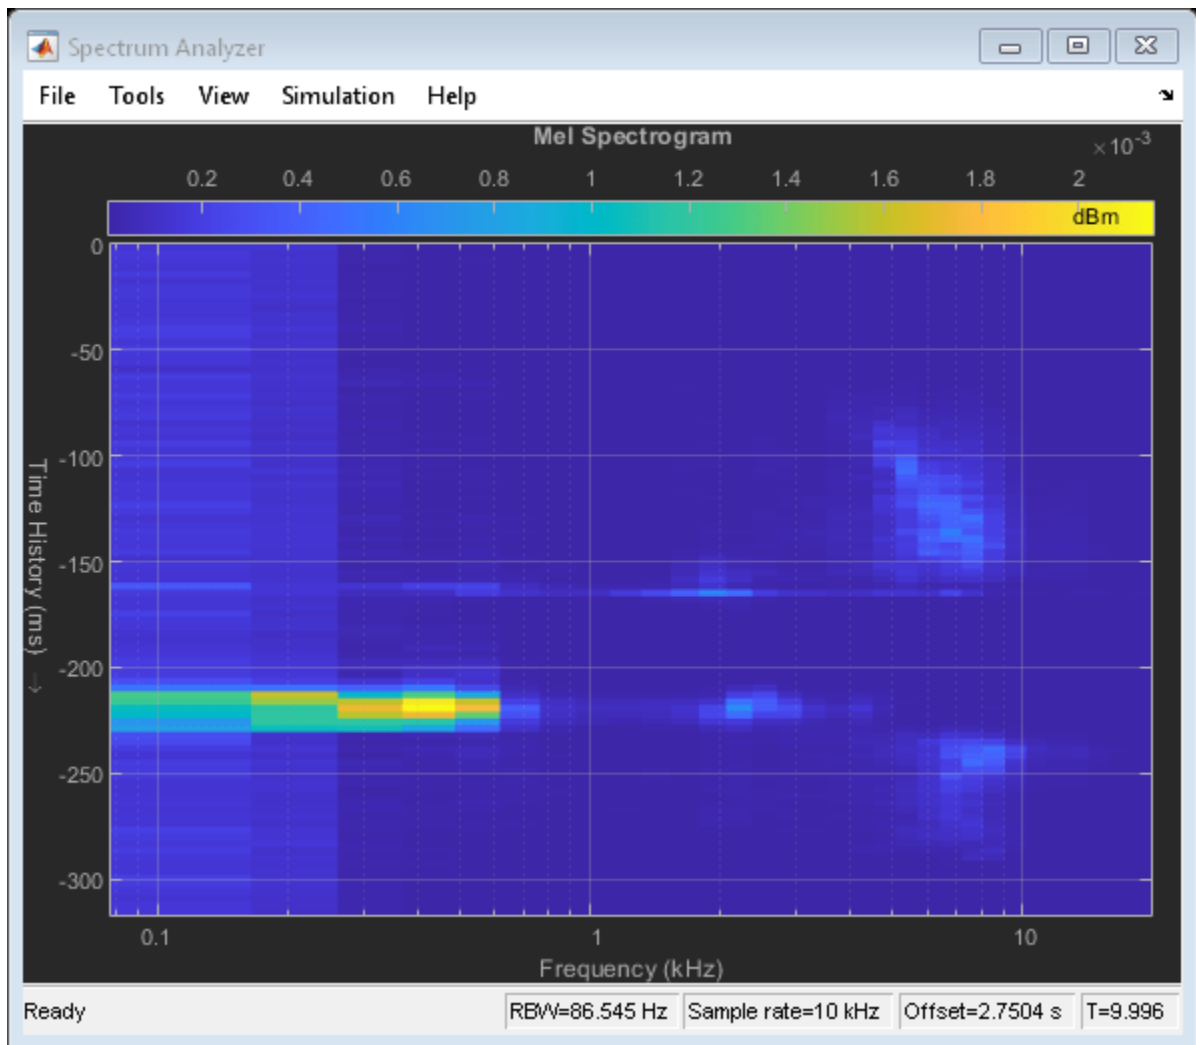 Spectrum Analyzer
File Tools View Simulation Help
Mel Spectrogram
×10-3
0.2 0.4 0.6 0.8 1 1.2 1.4 1.6 1.8 2
dBm
0
-50
-100
-150
-200
-250
-300
Time History (ms) →
0.1 1 10
Frequency (kHz)
Ready RBW=86.545 Hz Sample rate=10 kHz Offset=2.7504 s T=9.996